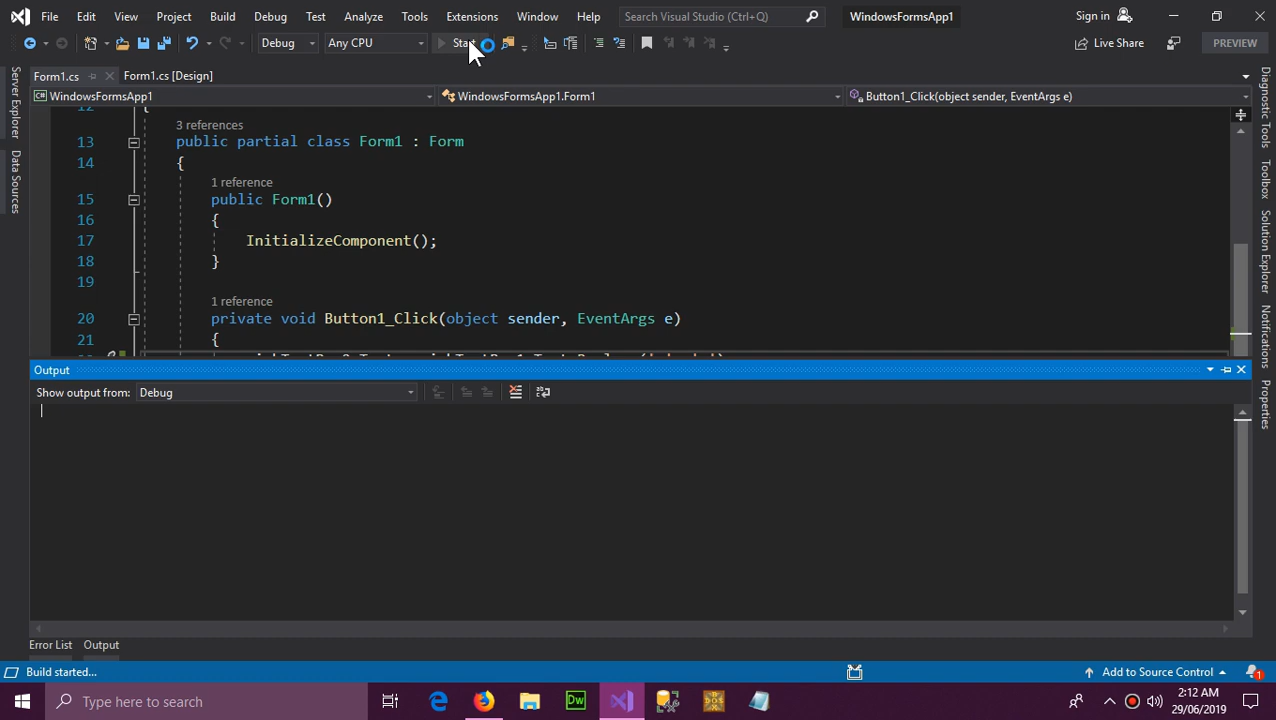 File Edit View Project Build Debug Test Analyze Tools Extensions Window Help Search Visual Studio (Ctrl+Q) WindowsFormsApp1 Sign in
Debug Any CPU Start Live Share PREVIEW
Form1.cs Form1.cs [Design]
WindowsFormsApp1 WindowsFormsApp1.Form1 Button1_Click(object sender, EventArgs e)
Server Explorer
Data Sources
12 {
3 references
13 public partial class Form1 : Form
14 {
1 reference
15 public Form1()
16 {
17 InitializeComponent();
18 }
19
1 reference
20 private void Button1_Click(object sender, EventArgs e)
21 {
Output
Show output from: Debug
Error List Output
Build started...
Add to Source Control
1
Diagnostic Tools
Toolbox
Solution Explorer
Notifications
Properties
Type here to search
Dw
DOS
2:12 AM
29/06/2019